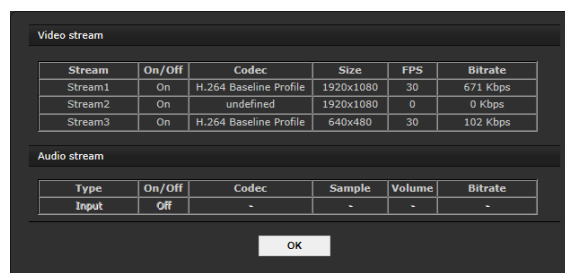 Video stream
Stream On/Off Codec Size FPS Bitrate
Stream1 On H.264 Baseline Profile 1920x1080 30 671 Kbps
Stream2 On undefined 1920x1080 0 0 Kbps
Stream3 On H.264 Baseline Profile 640x480 30 102 Kbps
Audio stream
Type On/Off Codec Sample Volume Bitrate
Input Off - - - -
OK